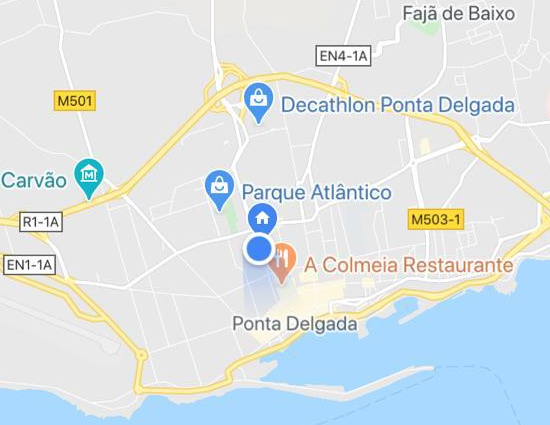 Fajã de Baixo
EN4-1A
M501
Decathlon Ponta Delgada
Carvão
Parque Atlântico
R1-1A
M503-1
EN1-1A
A Colmeia Restaurante
Ponta Delgada